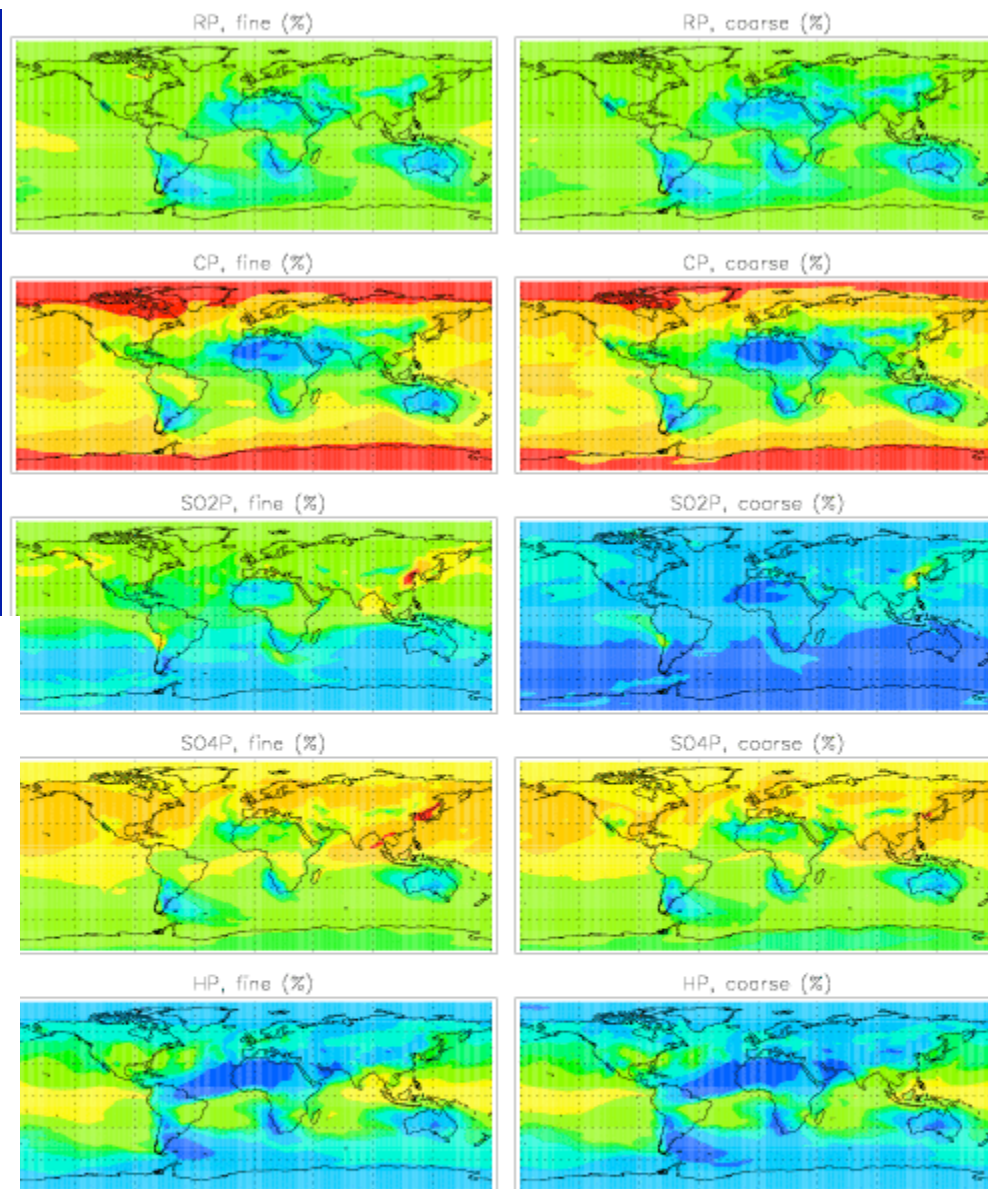 RP, fine (%)
RP, coarse (%)
CP, fine (%)
CP, coarse (%)
SO2P, fine (%)
SO2P, coarse (%)
SO4P, fine (%)
SO4P, coarse (%)
HP, fine (%)
HP, coarse (%)